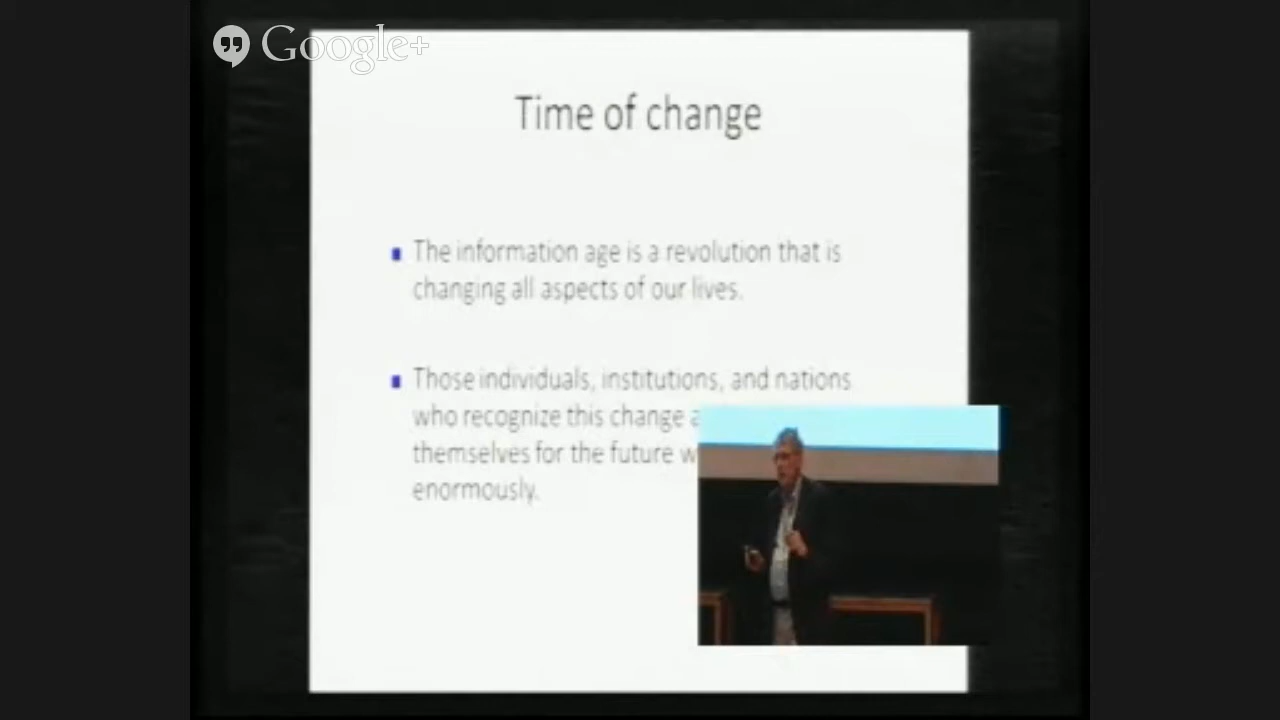 Google+
Time of change
The information age is a revolution that is
changing all aspects of our lives.
Those individuals, institutions, and nations
who recognize this change
themselves for the future
enormously.